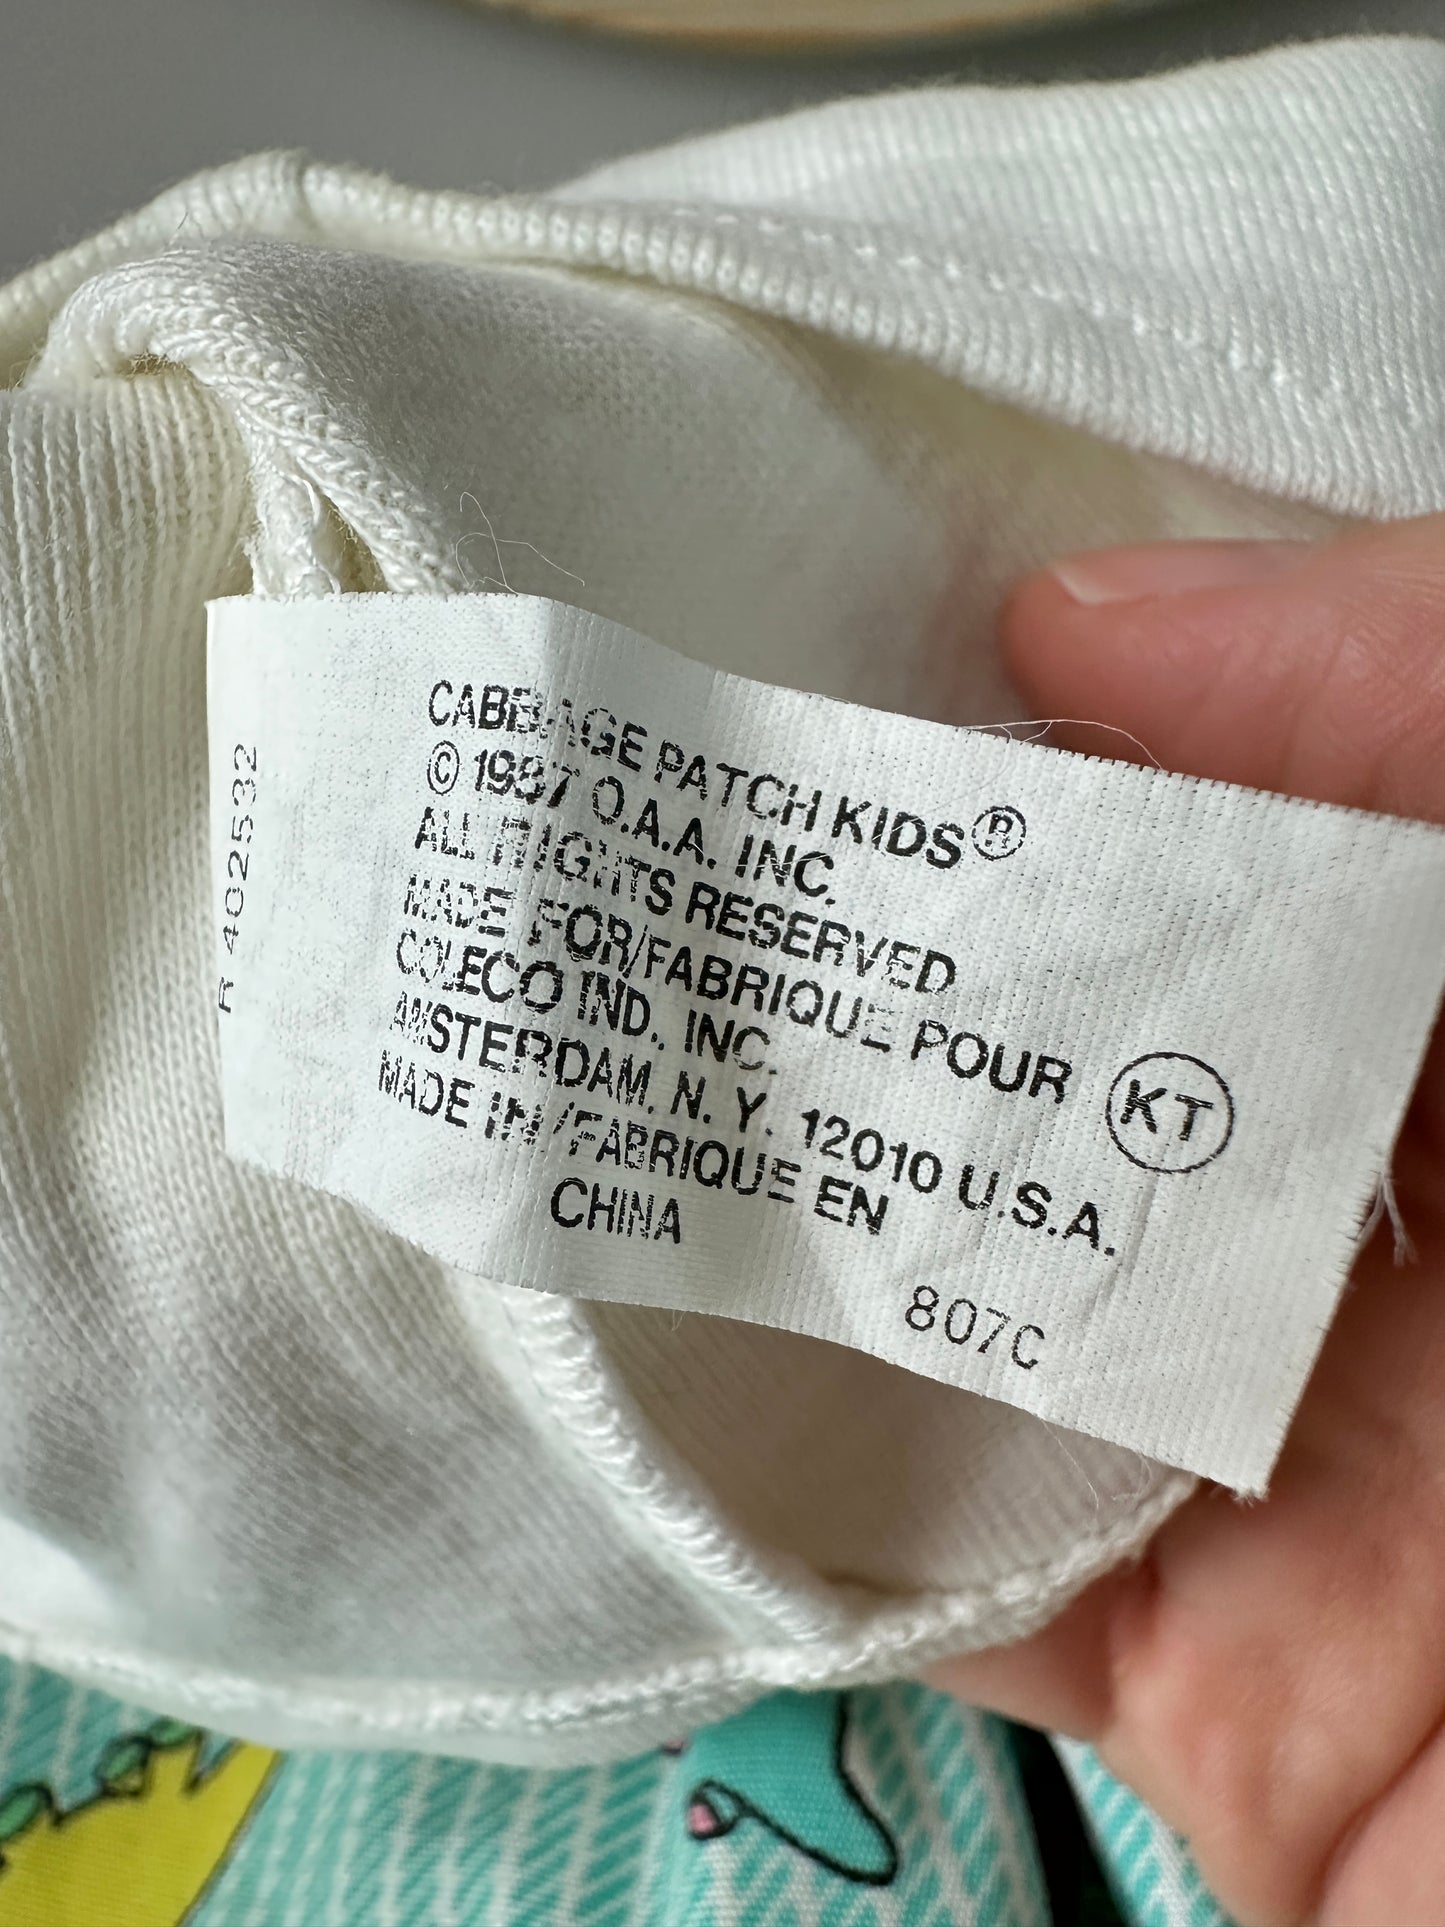 CABBAGE PATCH KIDS®
© 1987 O.A.A. INC.
ALL RIGHTS RESERVED
MADE FOR/FABRIQUE POUR
COLECO IND., INC.
AMSTERDAM, N. Y. 12010 U.S.A.
MADE IN/FABRIQUE EN
CHINA
KT
807C
R 402532